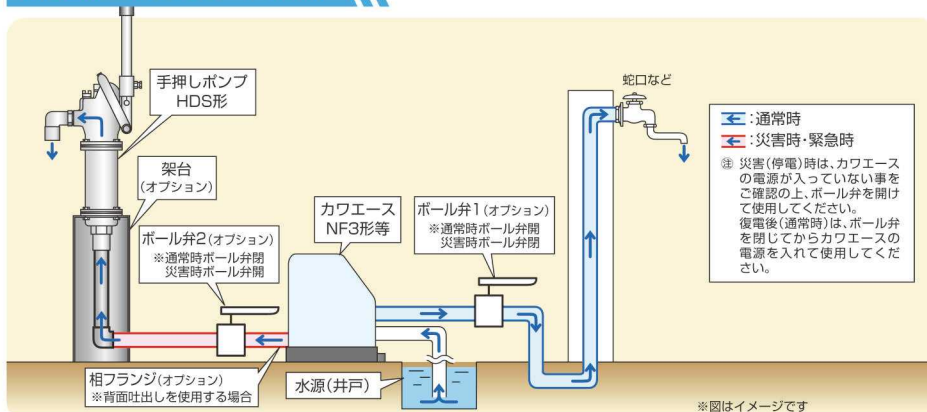 手押しポンプ
HDS形
架台
(オプション)
ボール弁2(オプション)
※通常時ボール弁閉
災害時ボール弁開
カワエース
NF3形等
ボール弁1(オプション)
※通常時ボール弁開
災害時ボール弁閉
蛇口など
:通常時
:災害時・緊急時
㊟ 災害(停電)時は、カワエース
の電源が入っていない事を
ご確認の上、ボール弁を開け
て使用してください。
復電後(通常時)は、ボール弁
を閉じてからカワエースの
電源を入れて使用してくだ
さい。
相フランジ(オプション)
※背面吐出しを使用する場合
水源(井戸)
※図はイメージです